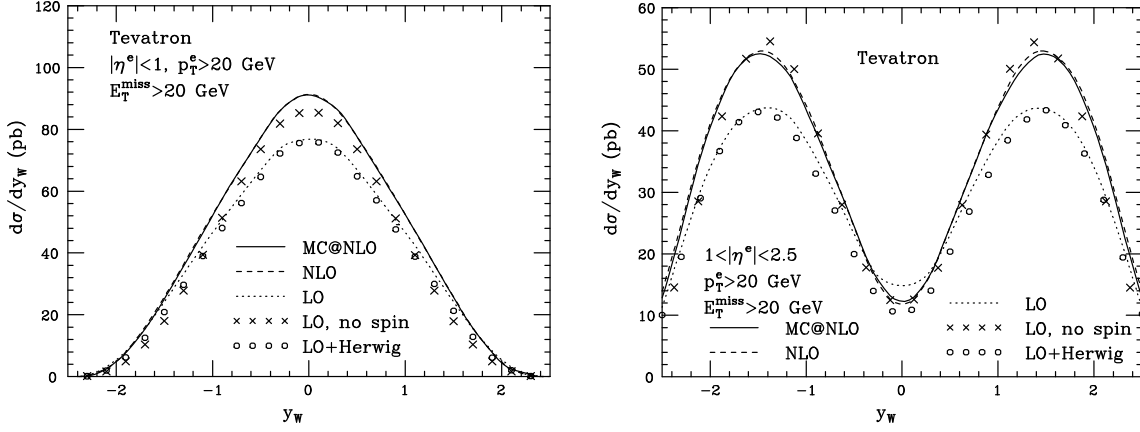 120
100
80
60
40
20
0
dσ/dy_W (pb)
Tevatron
|η^e|<1, p_T^e>20 GeV
E_T^miss>20 GeV
MC@NLO
NLO
LO
LO, no spin
LO+Herwig
−2 −1 0 1 2
y_W
60
50
40
30
20
10
0
dσ/dy_W (pb)
Tevatron
1<|η^e|<2.5
p_T^e>20 GeV
E_T^miss>20 GeV
MC@NLO
NLO
LO
LO, no spin
LO+Herwig
−2 −1 0 1 2
y_W